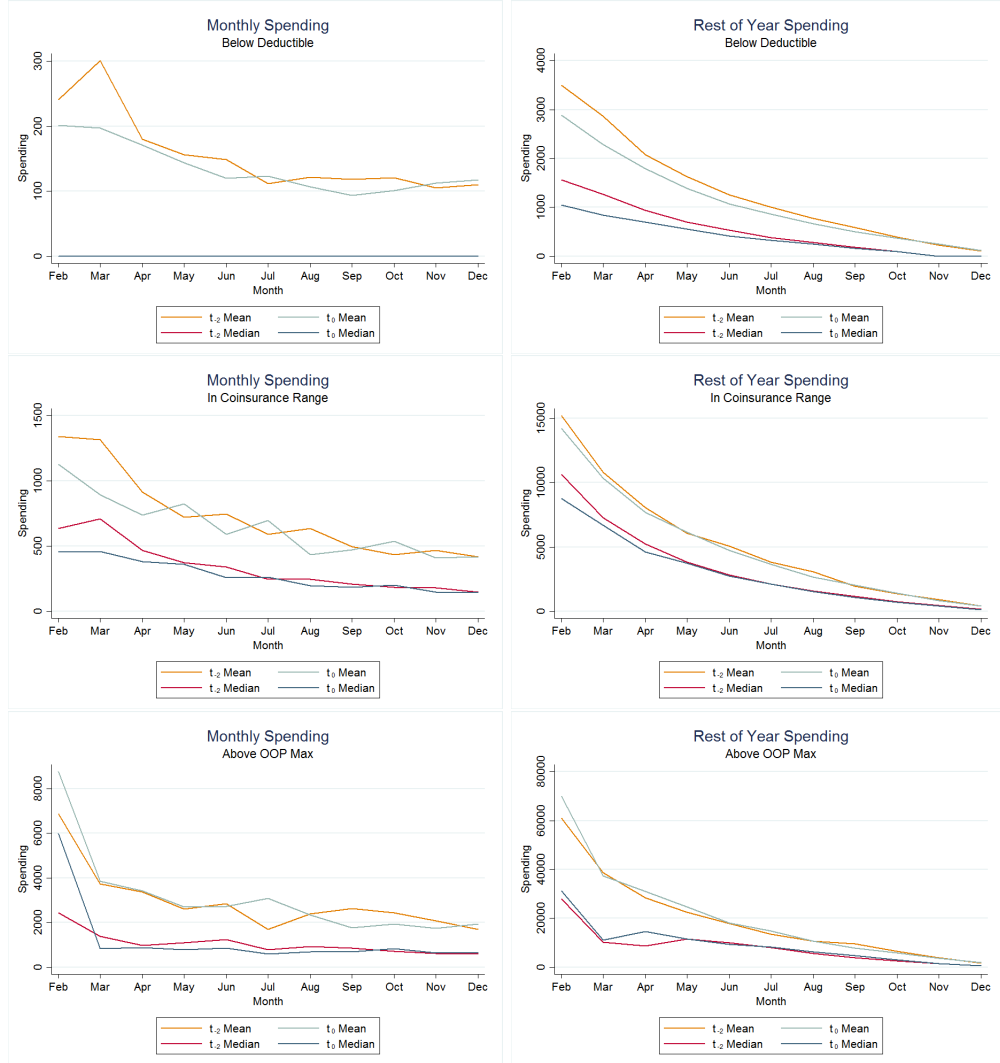 Monthly Spending
Below Deductible
Spending
300
200
100
0
Feb Mar Apr May Jun Jul Aug Sep Oct Nov Dec
Month
t-2 Mean t0 Mean
t-2 Median t0 Median
Rest of Year Spending
Below Deductible
Spending
4000
3000
2000
1000
0
Feb Mar Apr May Jun Jul Aug Sep Oct Nov Dec
Month
t-2 Mean t0 Mean
t-2 Median t0 Median
Monthly Spending
In Coinsurance Range
Spending
1500
1000
500
0
Feb Mar Apr May Jun Jul Aug Sep Oct Nov Dec
Month
t-2 Mean t0 Mean
t-2 Median t0 Median
Rest of Year Spending
In Coinsurance Range
Spending
15000
10000
5000
0
Feb Mar Apr May Jun Jul Aug Sep Oct Nov Dec
Month
t-2 Mean t0 Mean
t-2 Median t0 Median
Monthly Spending
Above OOP Max
Spending
8000
6000
4000
2000
0
Feb Mar Apr May Jun Jul Aug Sep Oct Nov Dec
Month
t-2 Mean t0 Mean
t-2 Median t0 Median
Rest of Year Spending
Above OOP Max
Spending
80000
60000
40000
20000
0
Feb Mar Apr May Jun Jul Aug Sep Oct Nov Dec
Month
t-2 Mean t0 Mean
t-2 Median t0 Median